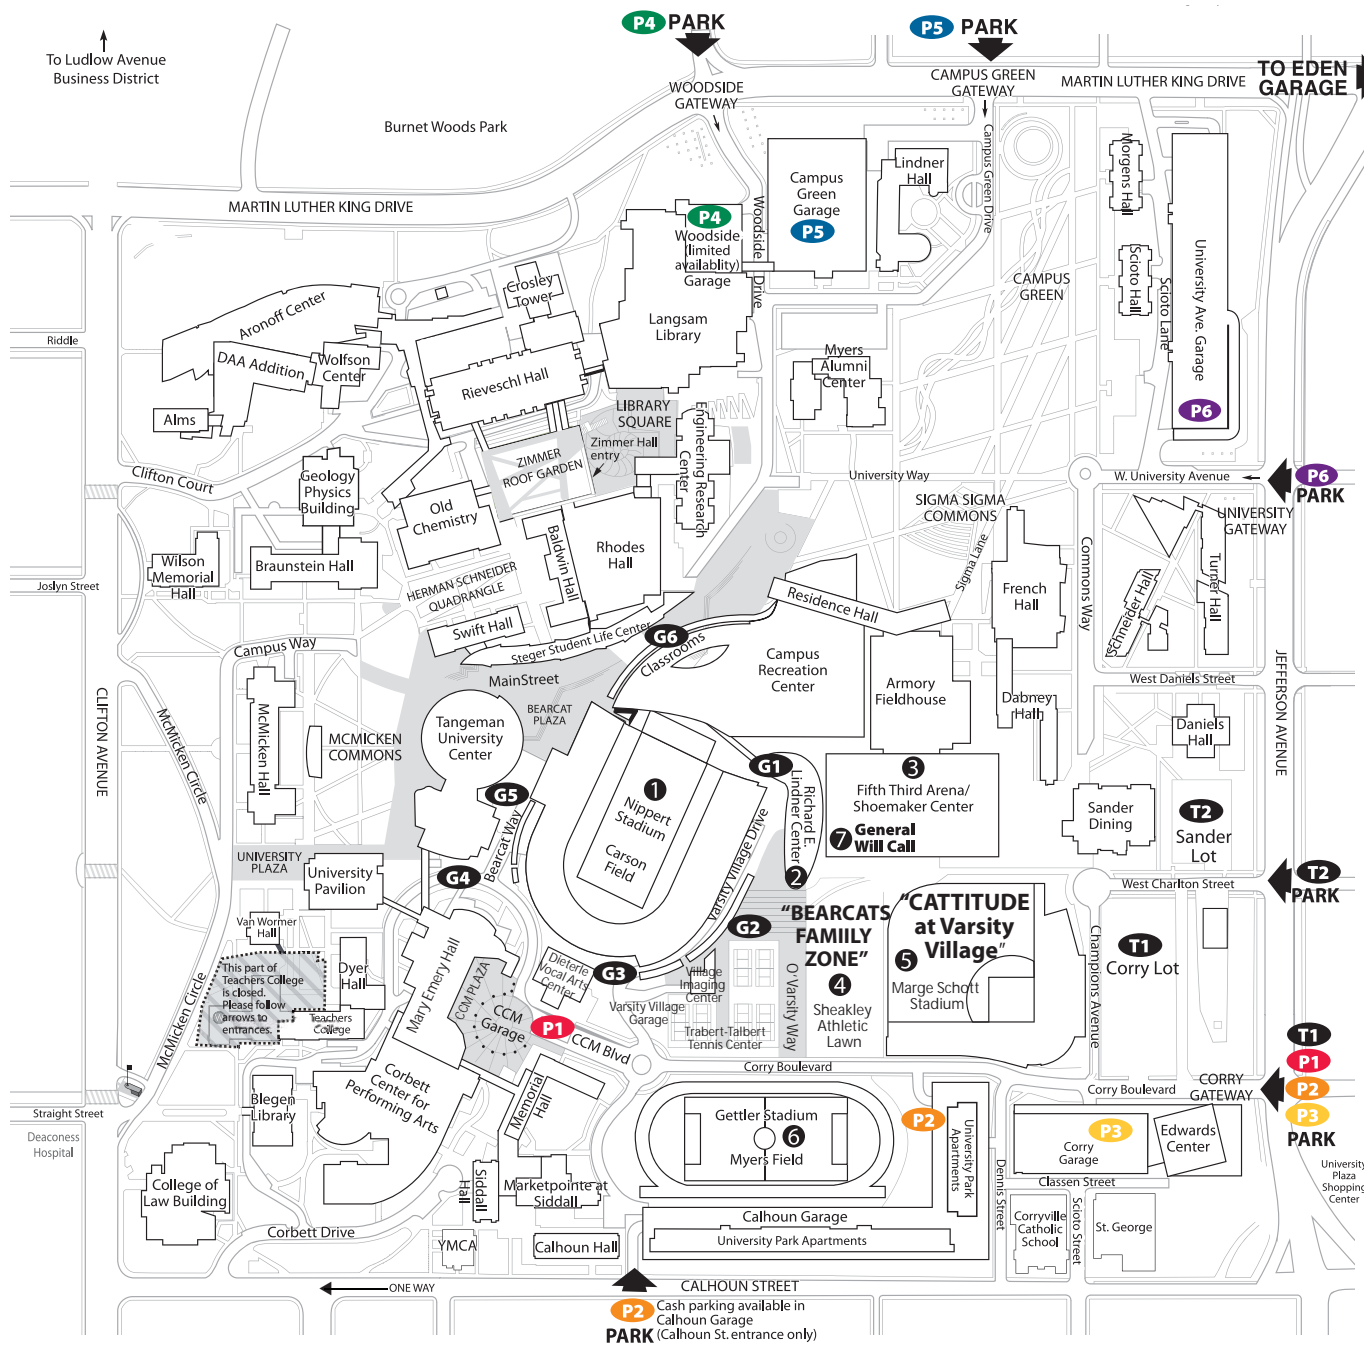 P4 PARK
P5 PARK
To Ludlow Avenue
Business District
WOODSIDE
GATEWAY
CAMPUS GREEN
GATEWAY
MARTIN LUTHER KING DRIVE
TO EDEN
GARAGE
Burnet Woods Park
MARTIN LUTHER KING DRIVE
Campus Green Drive
Morgens Hall
Lindner
Hall
Campus
Green
Garage
P5
P4
Woodside
(limited
availablity)
Garage
Woodside
Drive
Langsam
Library
CAMPUS
GREEN
Scioto Hall
Scioto Lane
University Ave. Garage
P6
Crosley
Tower
Aronoff Center
Riddle
DAA Addition
Wolfson
Center
Alms
Rieveschl Hall
Myers
Alumni
Center
LIBRARY
SQUARE
Zimmer Hall
entry
ZIMMER
ROOF GARDEN
Engineering Research
Center
Clifton Court
Geology
Physics
Building
Old
Chemistry
University Way
W. University Avenue
P6
PARK
UNIVERSITY
GATEWAY
SIGMA SIGMA
COMMONS
Sigma Lane
Baldwin Hall
Rhodes
Hall
Wilson
Memorial
Hall
Braunstein Hall
Joslyn Street
HERMAN SCHNEIDER
QUADRANGLE
Swift Hall
Steger Student Life Center
G6
Classrooms
Residence Hall
French
Hall
Commons Way
Schneider Hall
Turner Hall
Campus Way
MainStreet
BEARCAT
PLAZA
Campus
Recreation
Center
Armory
Fieldhouse
Dabney
Hall
West Daniels Street
Daniels
Hall
JEFFERSON AVENUE
CLIFTON AVENUE
McMicken Circle
McMicken Hall
MCMICKEN
COMMONS
Tangeman
University
Center
G5
G1
1
Nippert
Stadium
Carson
Field
Richard E.
Lindner Center
2
3
Fifth Third Arena/
Shoemaker Center
7 General
Will Call
Sander
Dining
T2
Sander
Lot
UNIVERSITY
PLAZA
University
Pavilion
G4
Bearcat Way
Varsity Village Drive
West Charlton Street
T2
PARK
Van Wormer
Hall
G2
"BEARCATS
FAMIILY
ZONE"
4
Sheakley
Athletic
Lawn
"CATTITUDE
at Varsity
Village"
5
Marge Schott
Stadium
T1
Corry Lot
Champions Avenue
This part of
Teachers College
is closed.
Please follow
arrows to
entrances.
Dyer
Hall
Teachers
College
Mary Emery Hall
CCM PLAZA
CCM
Garage
P1
Dieterle
Vocal Arts
Center
G3
Varsity Village
Garage
Village
Imaging
Center
Trabert-Talbert
Tennis Center
O'Varsity Way
McMicken Circle
CCM Blvd
Corry Boulevard
Corry Boulevard
CORRY
GATEWAY
T1
P1
P2
P3
PARK
Straight Street
Deaconess
Hospital
Blegen
Library
Corbett
Center for
Performing Arts
Memorial
Hall
Gettler Stadium
6
Myers Field
P2
University Park
Apartments
P3
Corry
Garage
Edwards
Center
Dennis Street
Classen Street
University
Plaza
Shopping
Center
College of
Law Building
Siddall
Hall
Marketpointe at
Siddall
Corbett Drive
YMCA
Calhoun Hall
Calhoun Garage
University Park Apartments
Corryville
Catholic
School
Scioto Street
St. George
ONE WAY
CALHOUN STREET
P2
PARK
Cash parking available in
Calhoun Garage
(Calhoun St. entrance only)